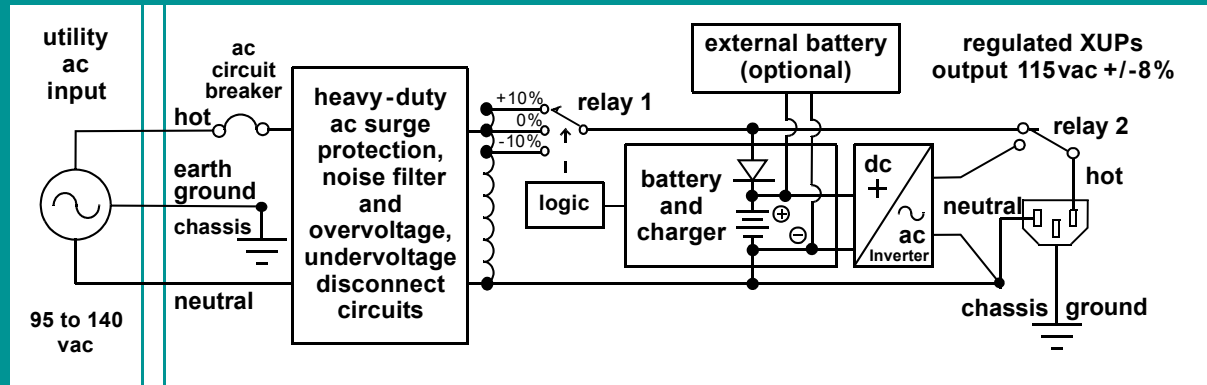 utility
ac
input
95 to 140
vac
hot
ac
circuit
breaker
earth
ground
chassis
neutral
heavy-duty
ac surge
protection,
noise filter
and
overvoltage,
undervoltage
disconnect
circuits
+10%
0%
-10%
relay 1
logic
battery
and
charger
+
−
external battery
(optional)
dc
+
ac
Inverter
regulated XUPs
output 115vac +/-8%
relay 2
hot
neutral
chassis
ground